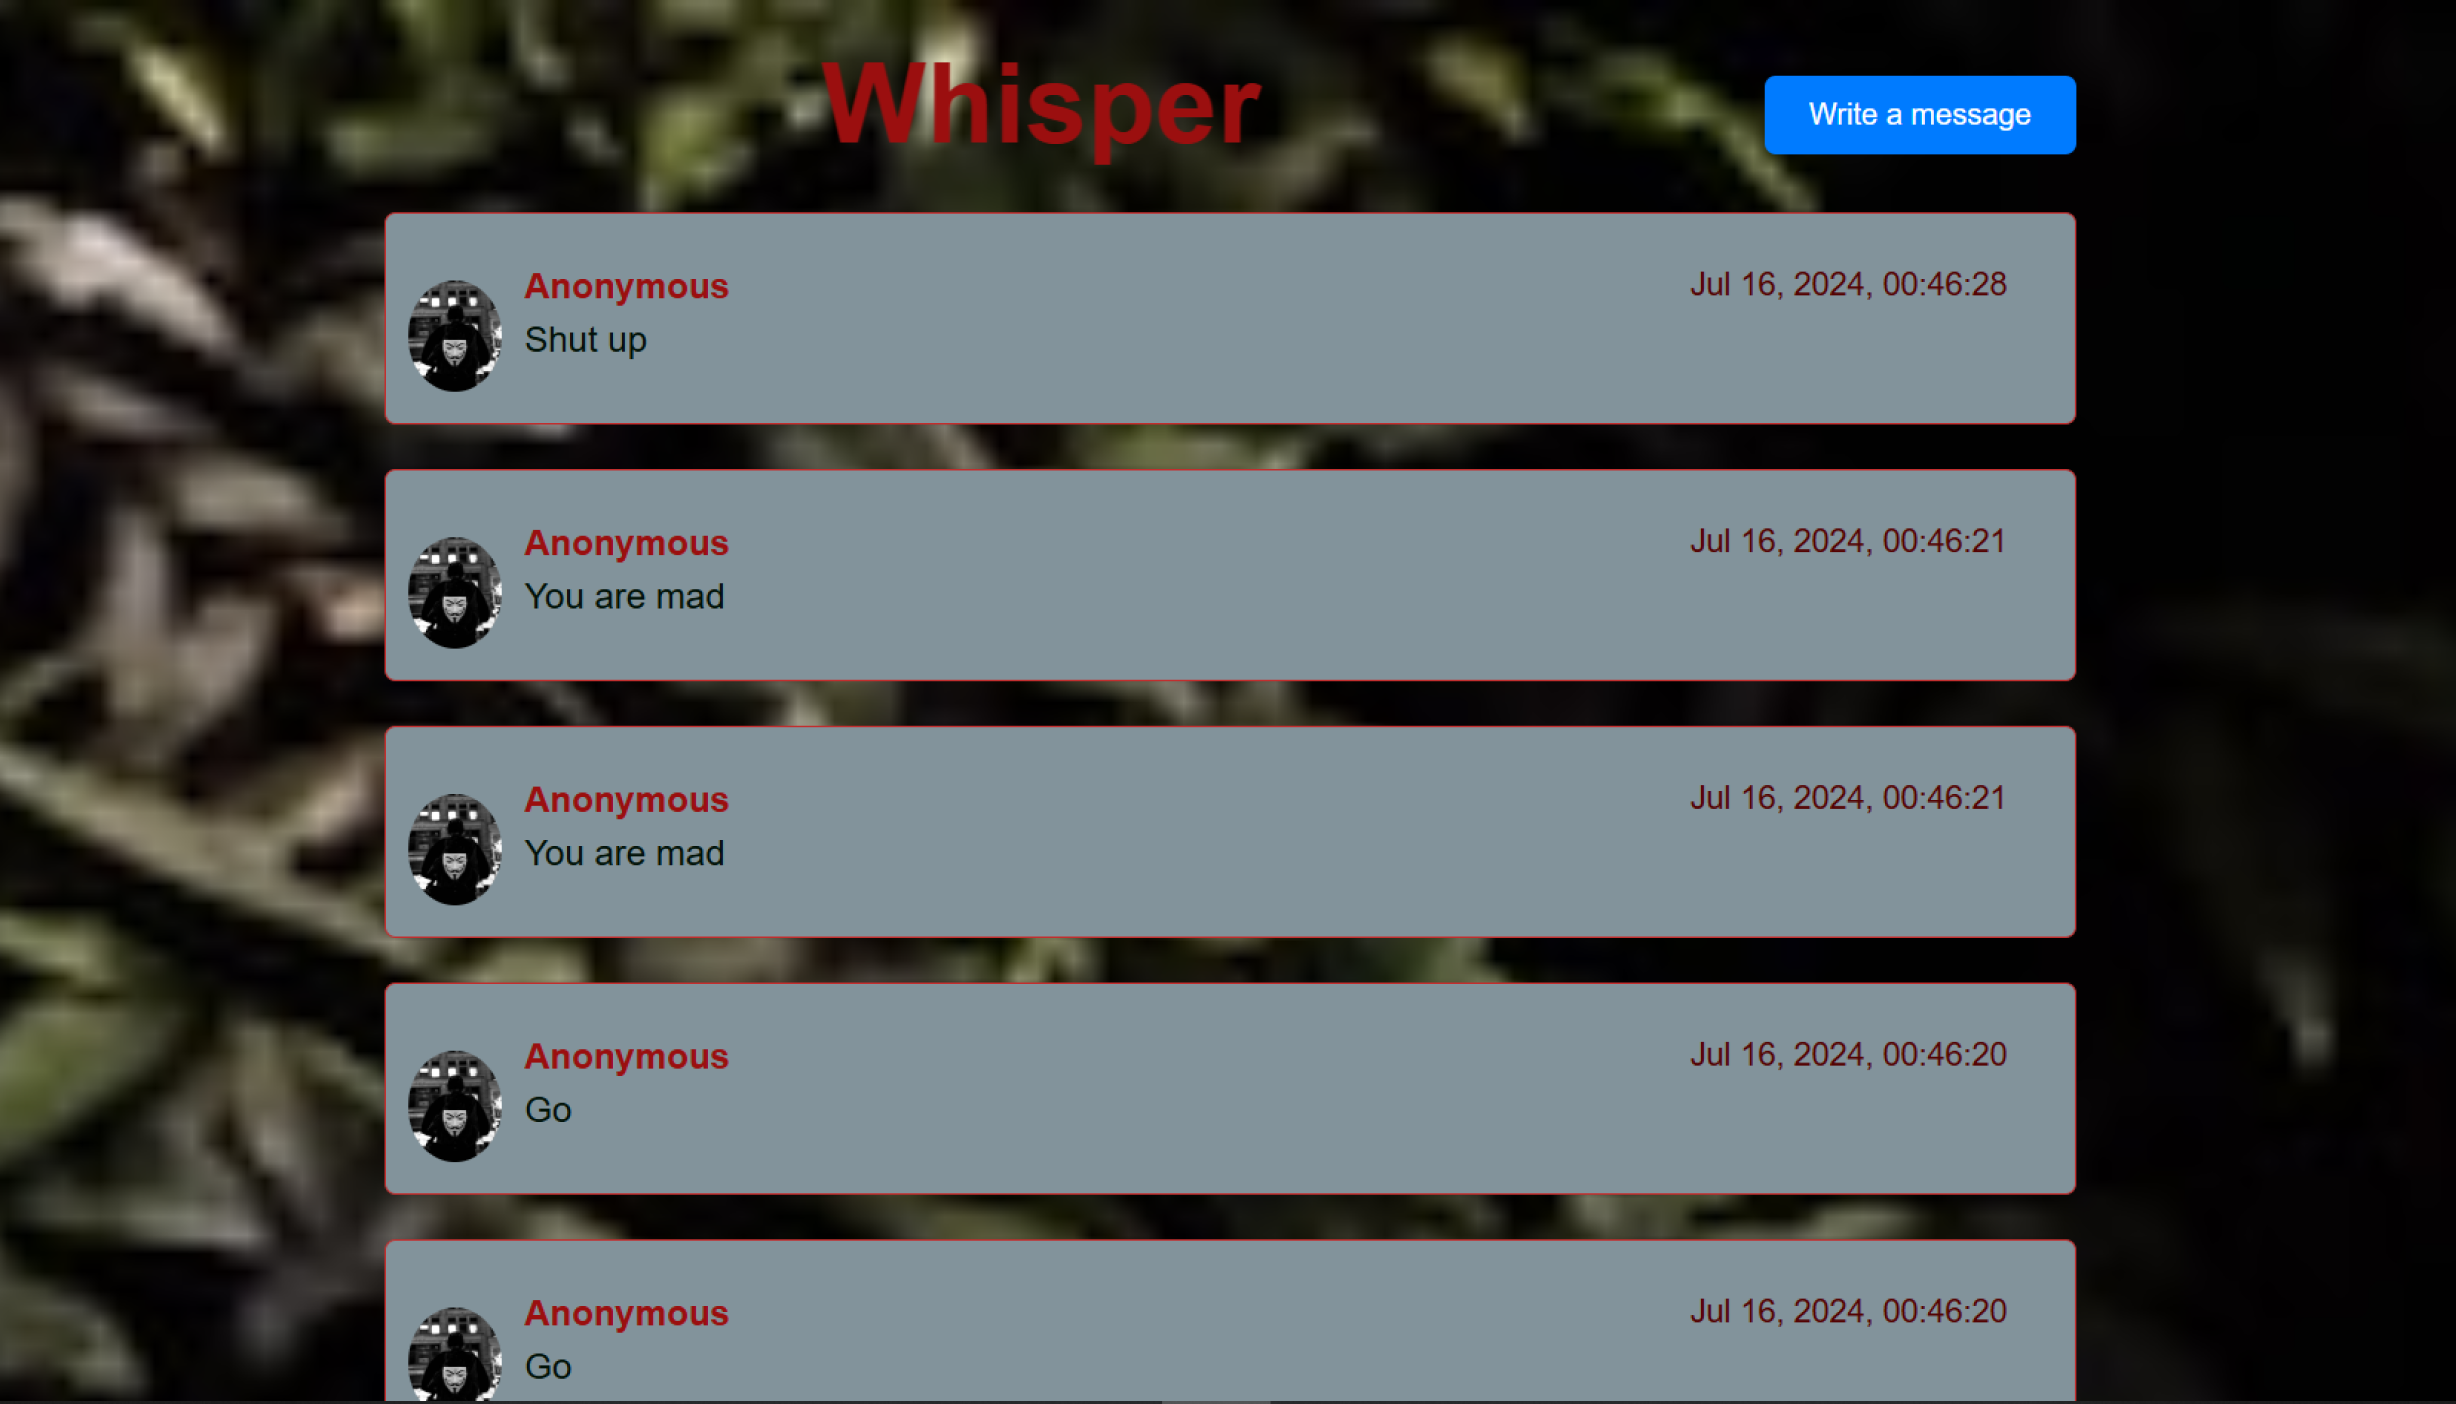 Whisper
Write a message
Anonymous
Jul 16, 2024, 00:46:28
Shut up
Anonymous
Jul 16, 2024, 00:46:21
You are mad
Anonymous
Jul 16, 2024, 00:46:21
You are mad
Anonymous
Jul 16, 2024, 00:46:20
Go
Anonymous
Jul 16, 2024, 00:46:20
Go